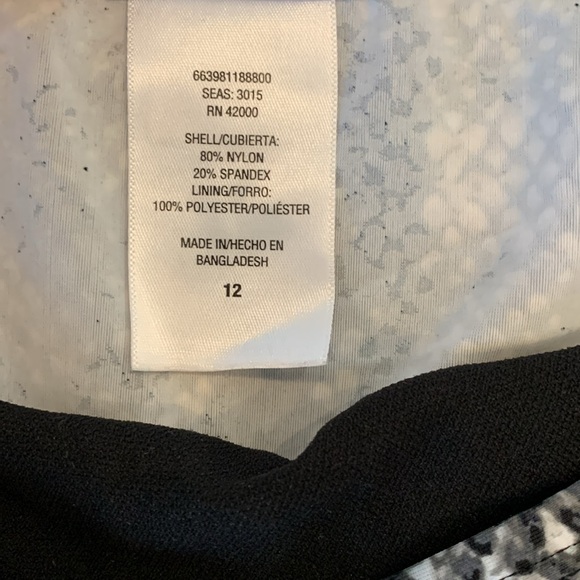 663981188800
SEAS: 3015
RN 42000
SHELL/CUBIERTA:
80% NYLON
20% SPANDEX
LINING/FORRO:
100% POLYESTER/POLIÉSTER
MADE IN/HECHO EN
BANGLADESH
12